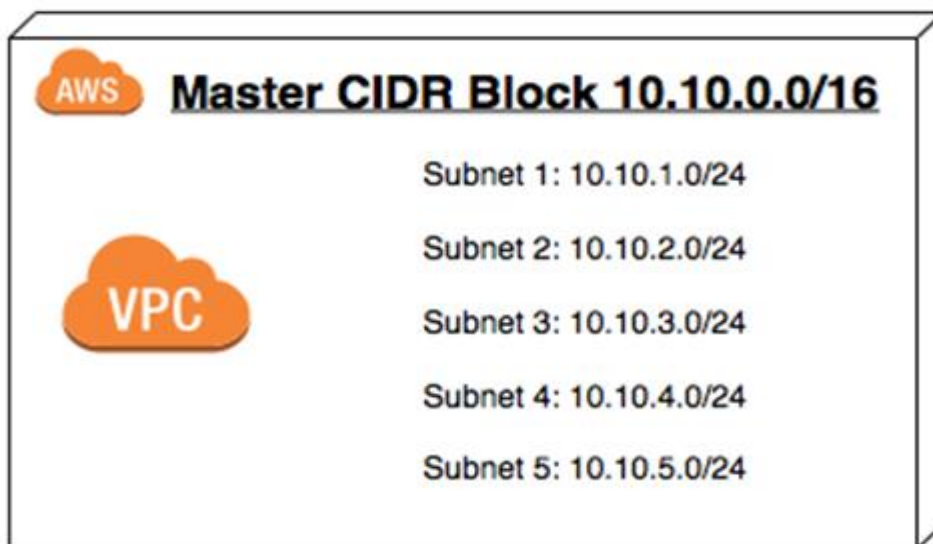 AWS
Master CIDR Block 10.10.0.0/16
Subnet 1: 10.10.1.0/24
Subnet 2: 10.10.2.0/24
VPC
Subnet 3: 10.10.3.0/24
Subnet 4: 10.10.4.0/24
Subnet 5: 10.10.5.0/24